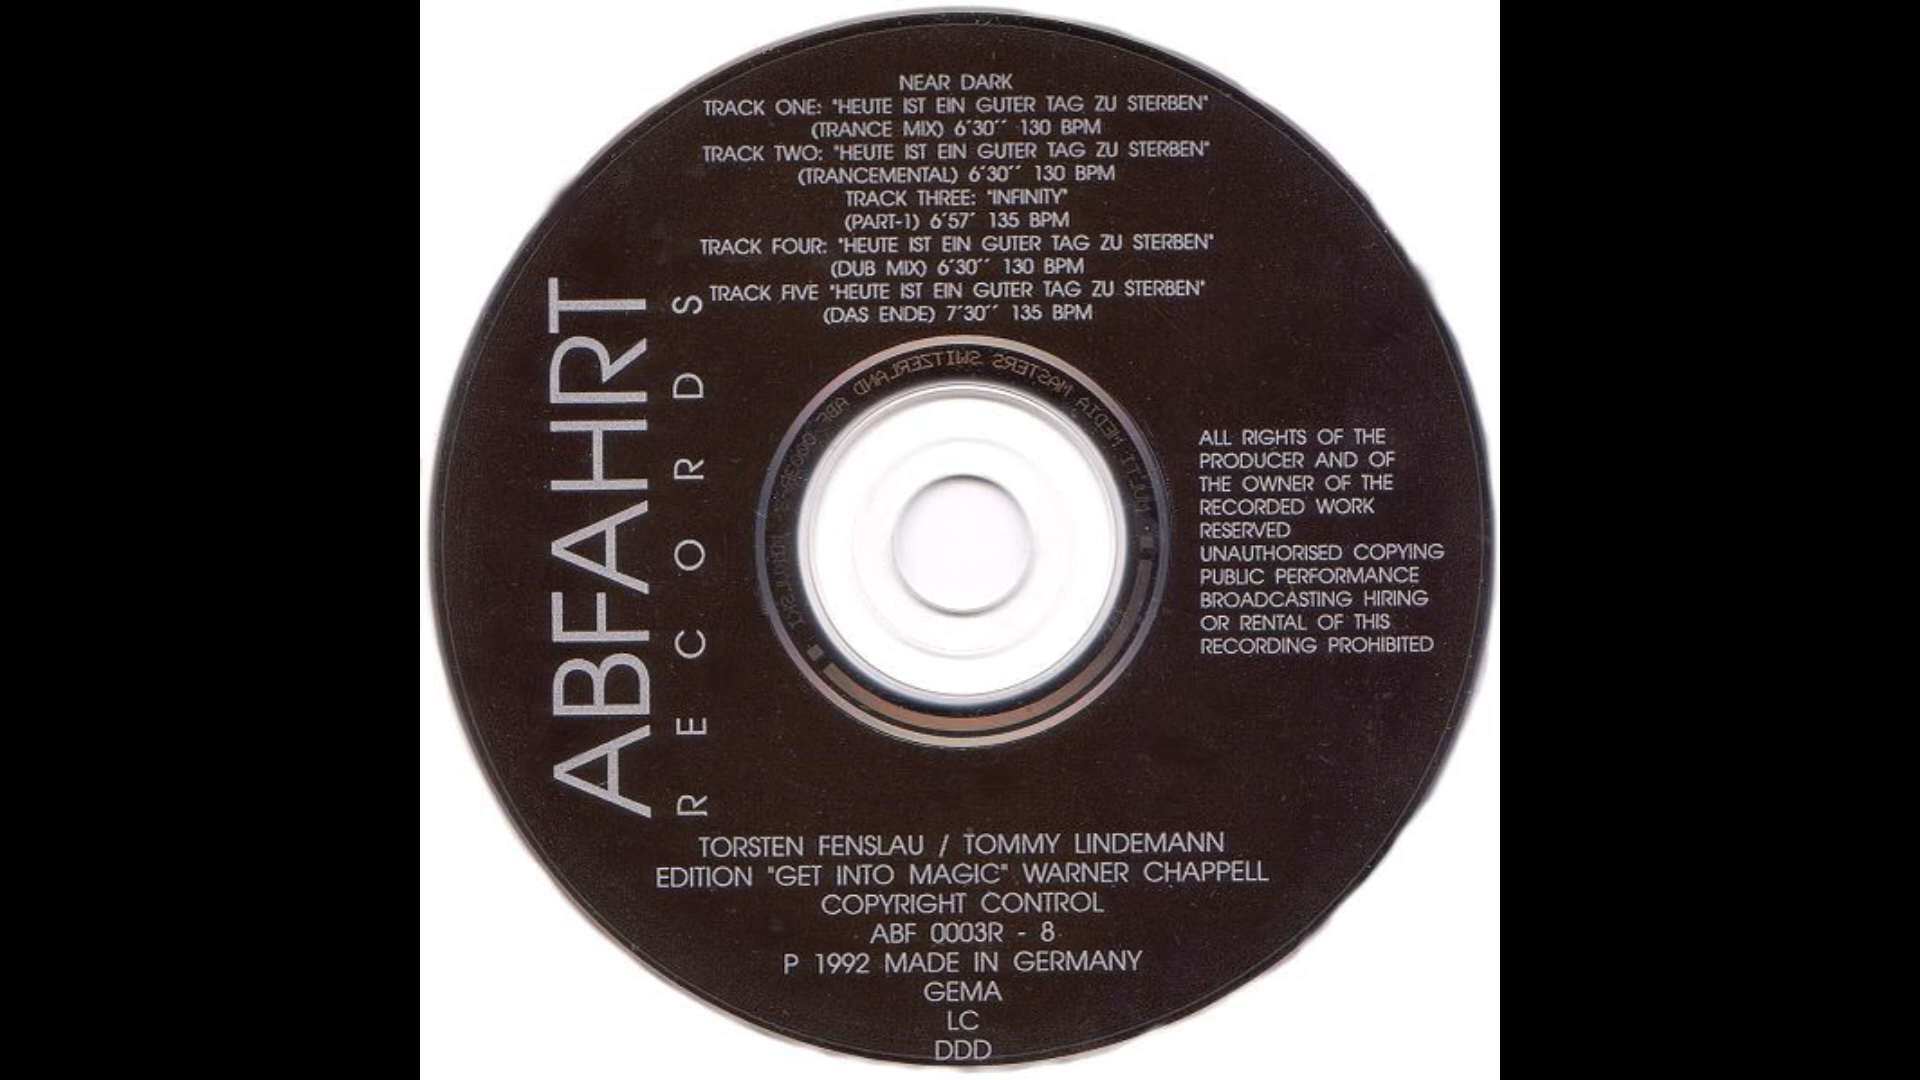 NEAR DARK
TRACK ONE: "HEUTE IST EIN GUTER TAG ZU STERBEN"
(TRANCE MIX) 6´30´´ 130 BPM
TRACK TWO: "HEUTE IST EIN GUTER TAG ZU STERBEN"
(TRANCEMENTAL) 6´30´´ 130 BPM
TRACK THREE: "INFINITY"
(PART-1) 6´57´ 135 BPM
TRACK FOUR: "HEUTE IST EIN GUTER TAG ZU STERBEN"
(DUB MIX) 6´30´´ 130 BPM
TRACK FIVE "HEUTE IST EIN GUTER TAG ZU STERBEN"
(DAS ENDE) 7´30´´ 135 BPM
ABFAHRT
RECORDS
MULTI MEDIA MASTERS SWITZERLAND ABF
ALL RIGHTS OF THE
PRODUCER AND OF
THE OWNER OF THE
RECORDED WORK
RESERVED
UNAUTHORISED COPYING
PUBLIC PERFORMANCE
BROADCASTING HIRING
OR RENTAL OF THIS
RECORDING PROHIBITED
TORSTEN FENSLAU / TOMMY LINDEMANN
EDITION "GET INTO MAGIC" WARNER CHAPPELL
COPYRIGHT CONTROL
ABF 0003R - 8
P 1992 MADE IN GERMANY
GEMA
LC
DDD